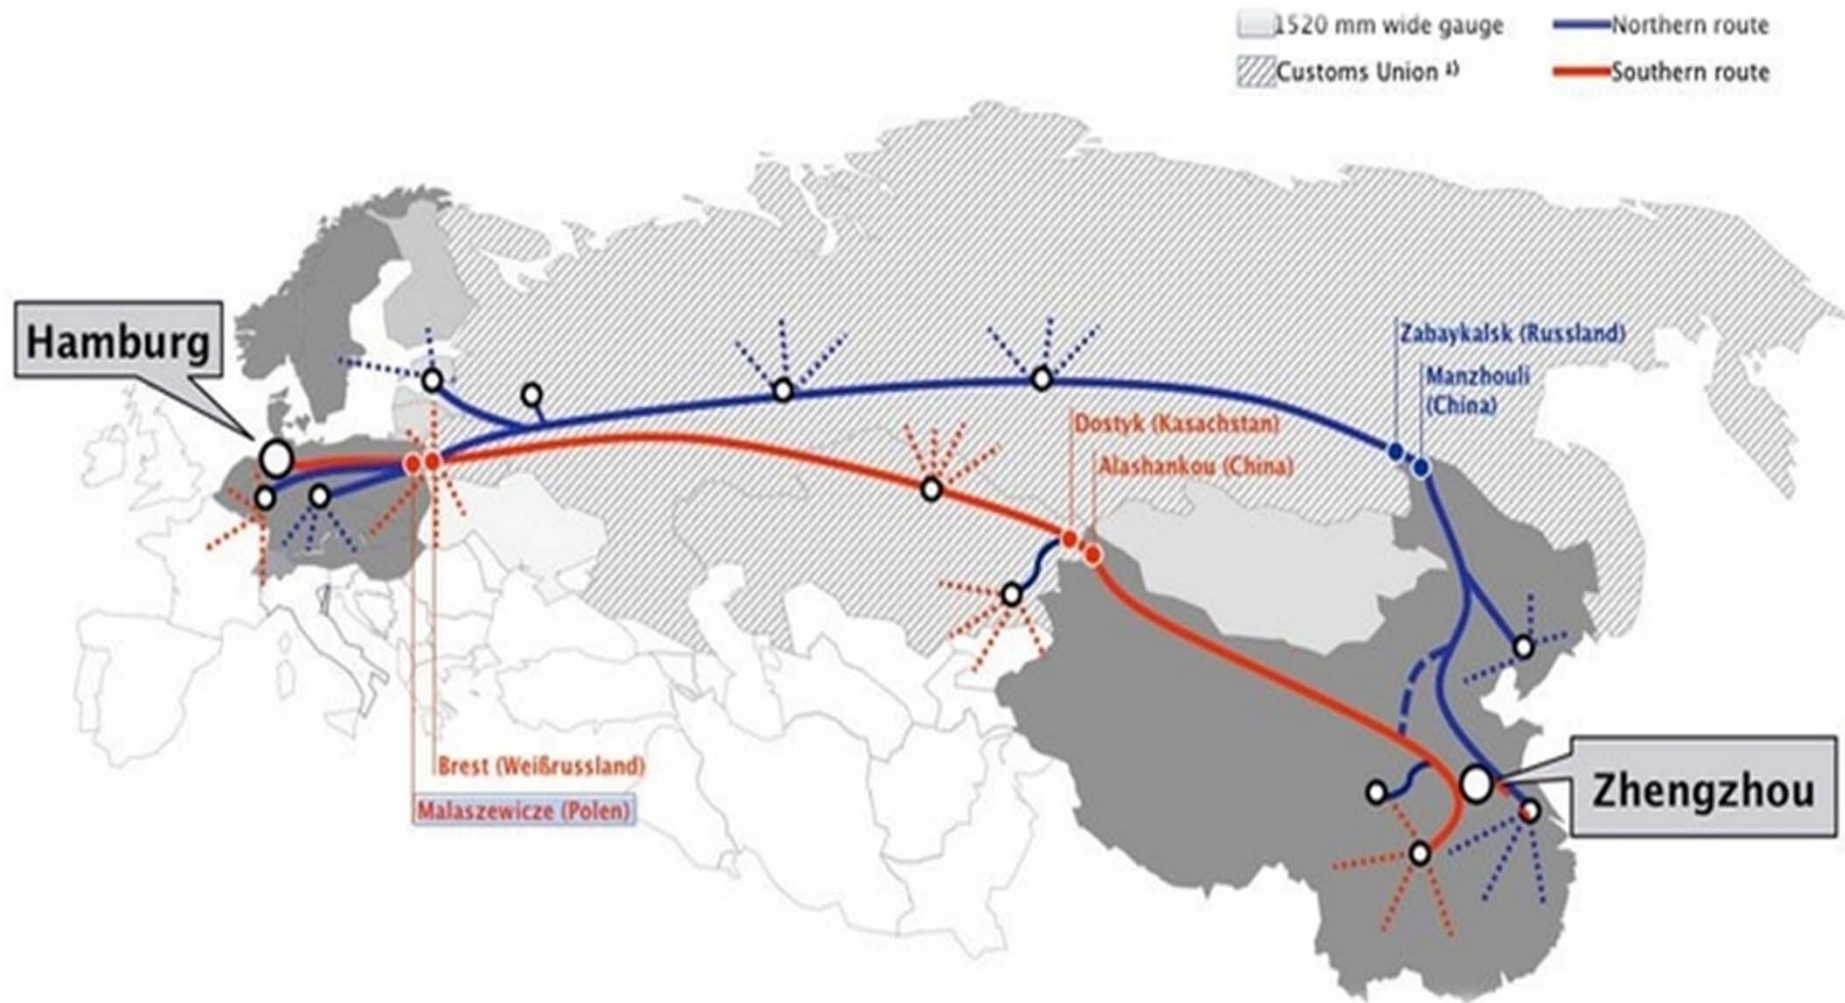 1520 mm wide gauge
Northern route
Customs Union ¹⁾
Southern route
Hamburg
Zabaykalsk (Russland)
Manzhouli
(China)
Dostyk (Kasachstan)
Alashankou (China)
Brest (Weißrussland)
Malaszewicze (Polen)
Zhengzhou